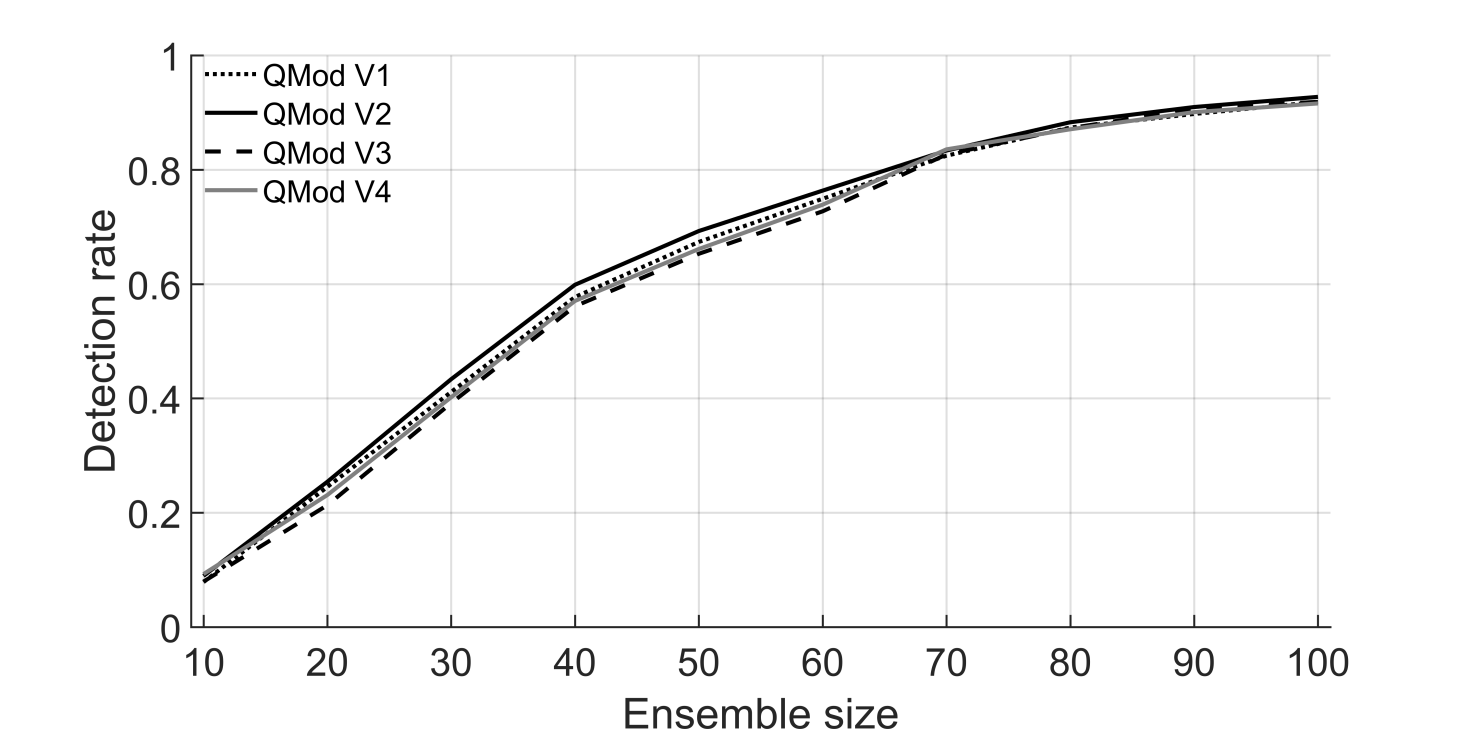 1
0.8
0.6
0.4
0.2
0
QMod V1
QMod V2
QMod V3
QMod V4
Detection rate
10 20 30 40 50 60 70 80 90 100
Ensemble size